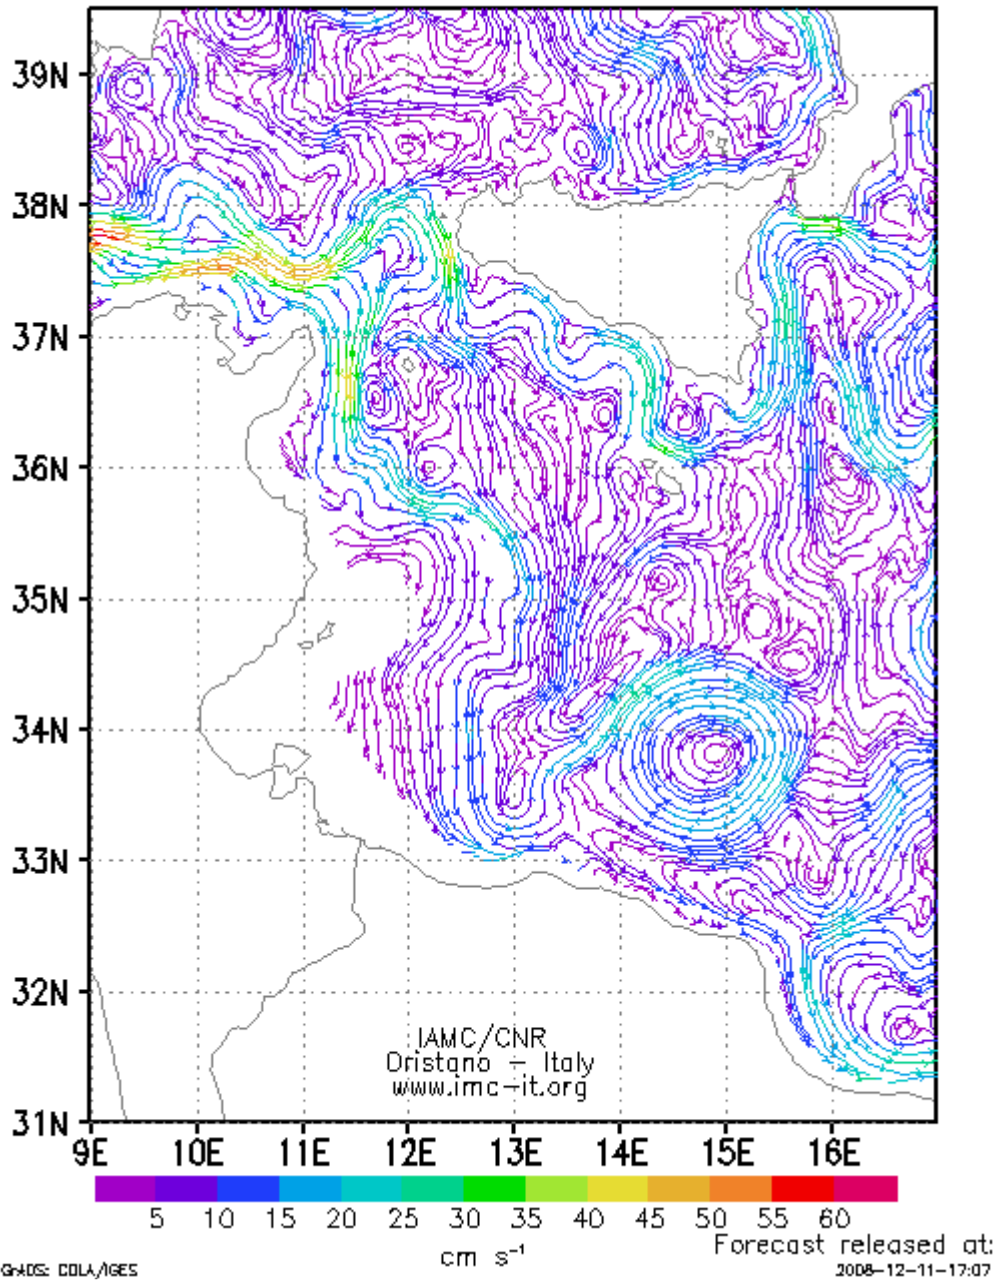 39N
38N
37N
36N
35N
34N
33N
32N
31N
IAMC/CNR
Oristano – Italy
www.imc-it.org
9E 10E 11E 12E 13E 14E 15E 16E
5 10 15 20 25 30 35 40 45 50 55 60
cm s⁻¹
Forecast released at:
GrADS: COLA/IGES
2008-12-11-17:07